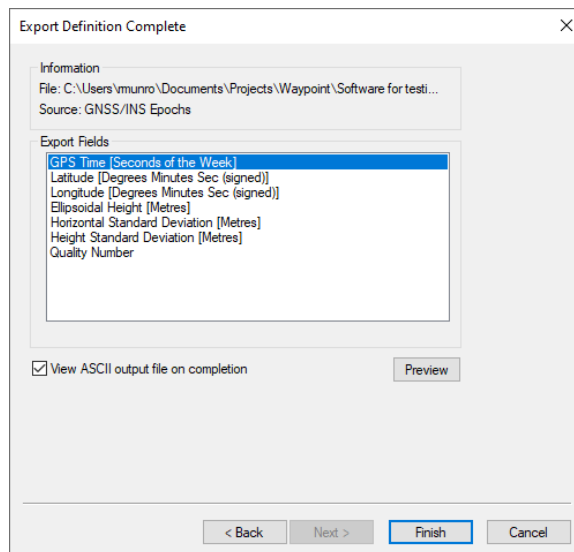 Export Definition Complete
Information
File: C:\Users\rmunro\Documents\Projects\Waypoint\Software for testi...
Source: GNSS/INS Epochs
Export Fields
GPS Time [Seconds of the Week]
Latitude [Degrees Minutes Sec (signed)]
Longitude [Degrees Minutes Sec (signed)]
Ellipsoidal Height [Metres]
Horizontal Standard Deviation [Metres]
Height Standard Deviation [Metres]
Quality Number
View ASCII output file on completion
Preview
< Back
Next >
Finish
Cancel